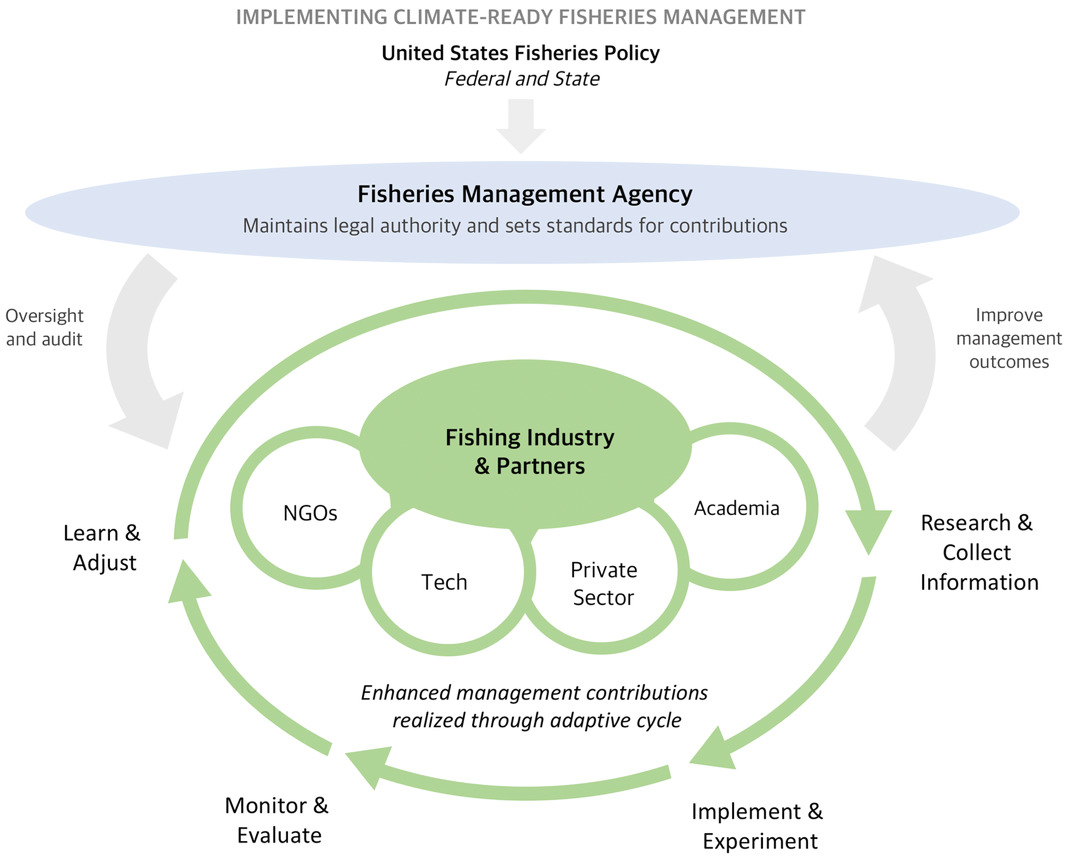 IMPLEMENTING CLIMATE-READY FISHERIES MANAGEMENT
United States Fisheries Policy
Federal and State
Fisheries Management Agency
Maintains legal authority and sets standards for contributions
Oversight
and audit
Improve
management
outcomes
Fishing Industry
& Partners
NGOs
Academia
Tech
Private
Sector
Learn &
Adjust
Research &
Collect
Information
Enhanced management contributions
realized through adaptive cycle
Monitor &
Evaluate
Implement &
Experiment